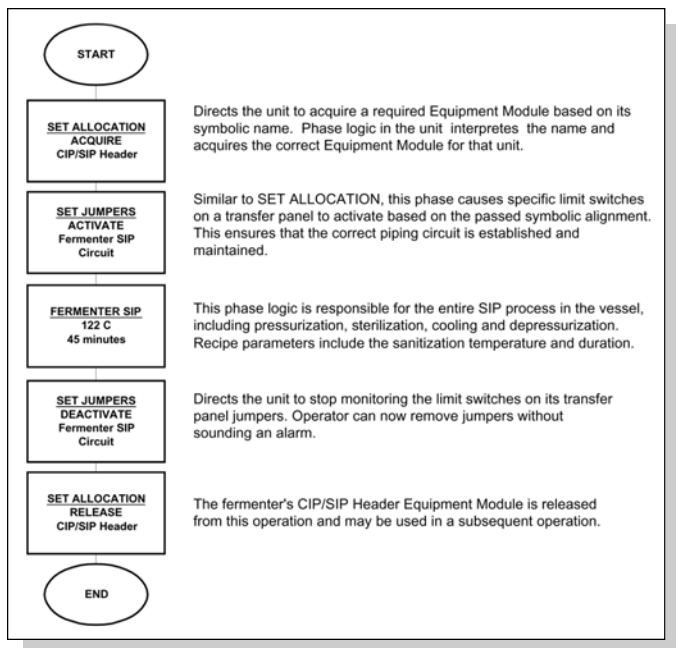 START
SET ALLOCATION
ACQUIRE
CIP/SIP Header
Directs the unit to acquire a required Equipment Module based on its
symbolic name.  Phase logic in the unit  interpretes  the name and
acquires the correct Equipment Module for that unit.
SET JUMPERS
ACTIVATE
Fermenter SIP
Circuit
Similar to SET ALLOCATION, this phase causes specific limit switches
on a transfer panel to activate based on the passed symbolic alignment.
This ensures that the correct piping circuit is established and
maintained.
FERMENTER SIP
122 C
45 minutes
This phase logic is responsible for the entire SIP process in the vessel,
including pressurization, sterilization, cooling and depressurization.
Recipe parameters include the sanitization temperature and duration.
SET JUMPERS
DEACTIVATE
Fermenter SIP
Circuit
Directs the unit to stop monitoring the limit switches on its transfer
panel jumpers. Operator can now remove jumpers without
sounding an alarm.
SET ALLOCATION
RELEASE
CIP/SIP Header
The fermenter's CIP/SIP Header Equipment Module is released
from this operation and may be used in a subsequent operation.
END